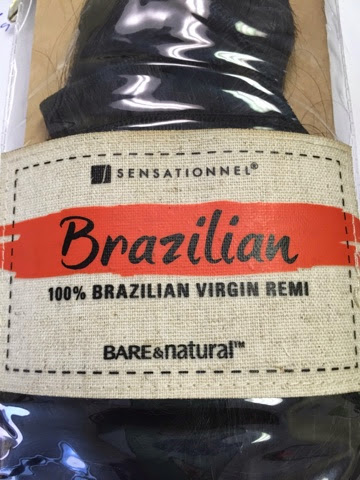 SENSATIONNEL®
Brazilian
100% BRAZILIAN VIRGIN REMI
BARE&natural™